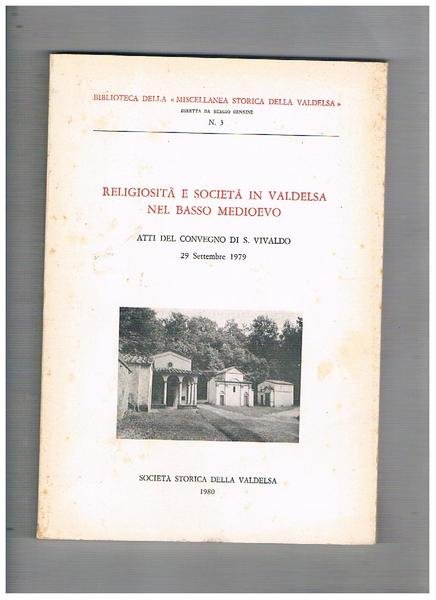 BIBLIOTECA DELLA «MISCELLANEA STORICA DELLA VALDELSA»
DIRETTA DA SERGIO GENSINI
N. 3
RELIGIOSITÀ E SOCIETÀ IN VALDELSA
NEL BASSO MEDIOEVO
ATTI DEL CONVEGNO DI S. VIVALDO
29 Settembre 1979
SOCIETÀ STORICA DELLA VALDELSA
1980